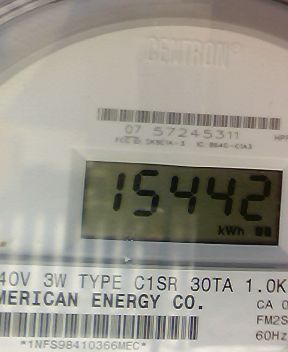 CENTRON®
07 57245311
15442
kWh
40V 3W TYPE C1SR 30TA 1.0K
MERICAN ENERGY CO.
CA 0
FM2S
60Hz
*1NFS98410366MEC*